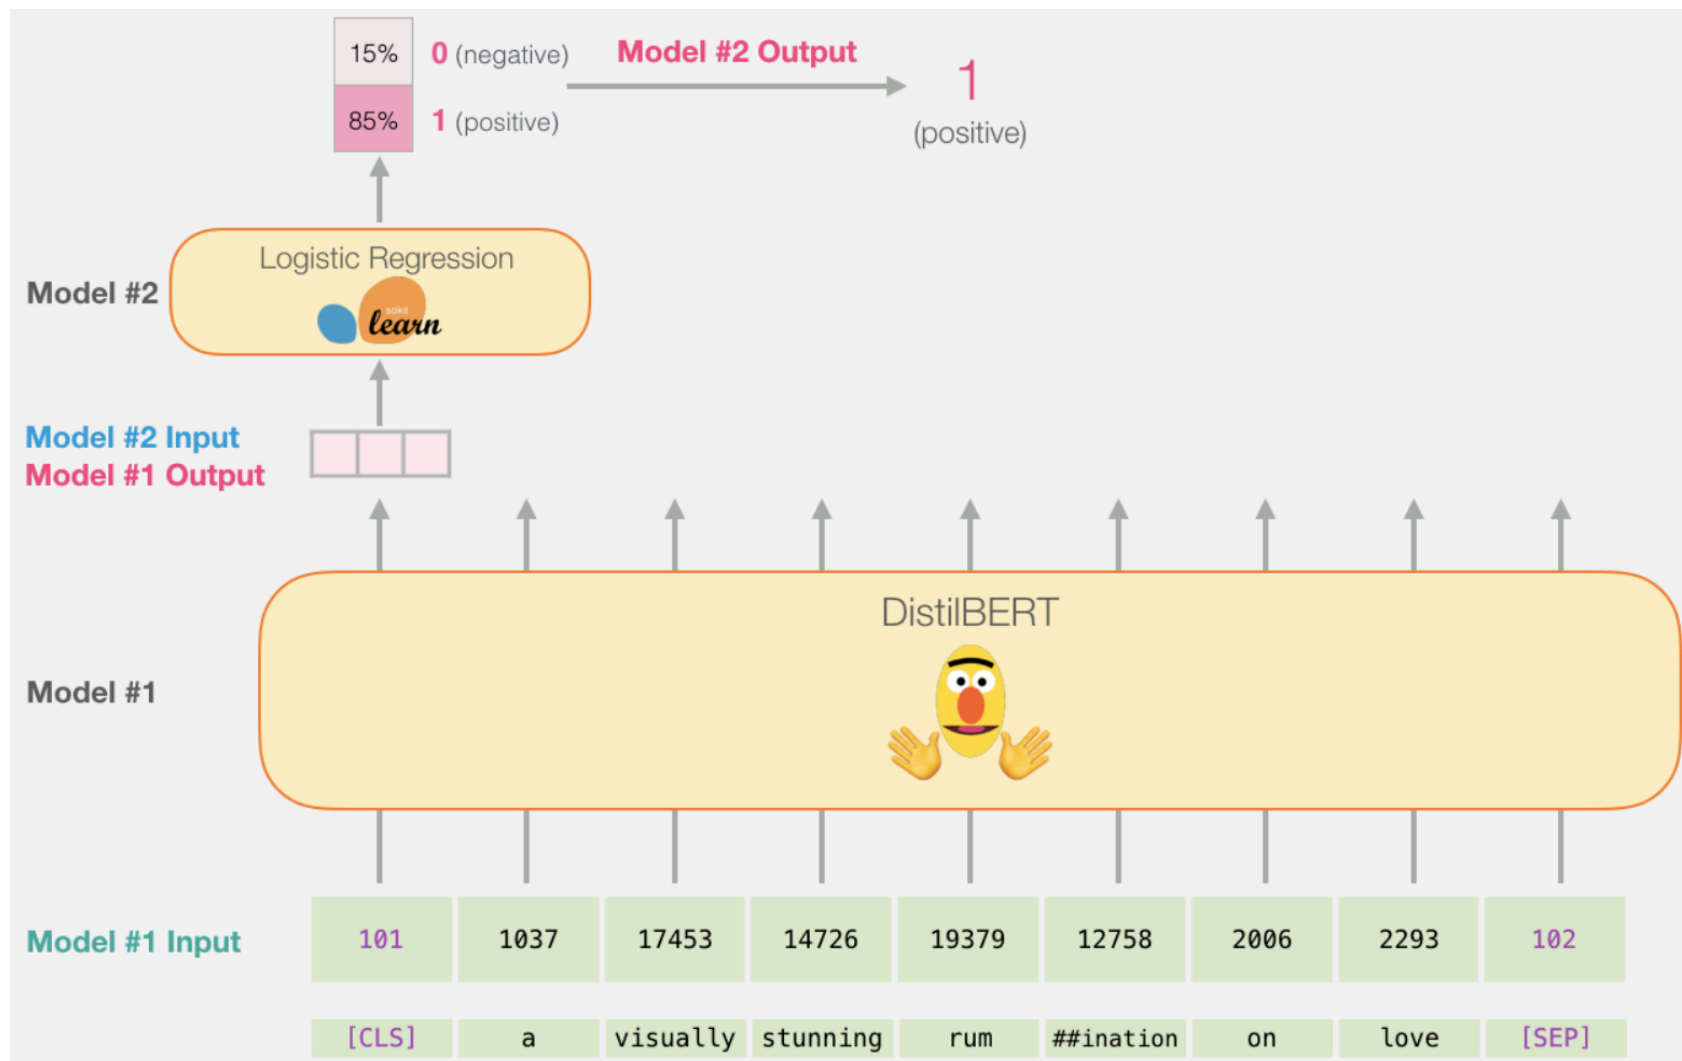 15% 0 (negative) Model #2 Output
85% 1 (positive)
1
(positive)
Logistic Regression
scikit
learn
Model #2
Model #2 Input
Model #1 Output
DistilBERT
Model #1
Model #1 Input 101 1037 17453 14726 19379 12758 2006 2293 102
[CLS] a visually stunning rum ##ination on love [SEP]